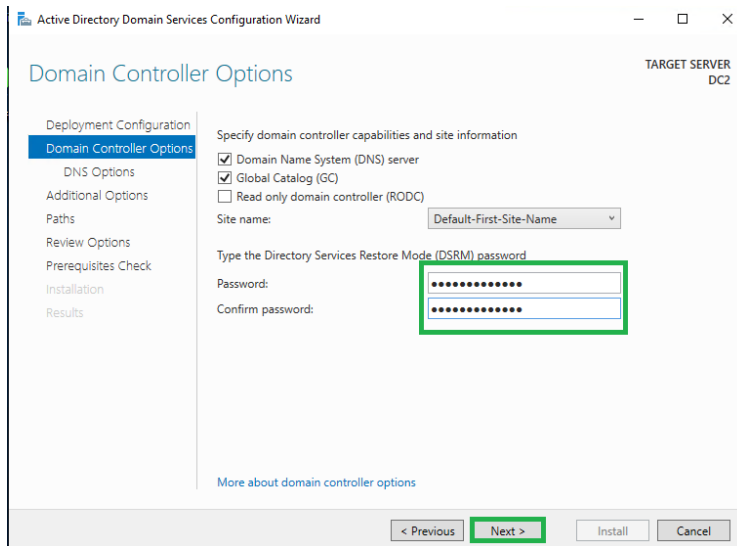 Active Directory Domain Services Configuration Wizard
Domain Controller Options
TARGET SERVER
DC2
Deployment Configuration
Domain Controller Options
DNS Options
Additional Options
Paths
Review Options
Prerequisites Check
Installation
Results
Specify domain controller capabilities and site information
Domain Name System (DNS) server
Global Catalog (GC)
Read only domain controller (RODC)
Site name: Default-First-Site-Name
Type the Directory Services Restore Mode (DSRM) password
Password: •••••••••••••
Confirm password: •••••••••••••
More about domain controller options
< Previous Next > Install Cancel